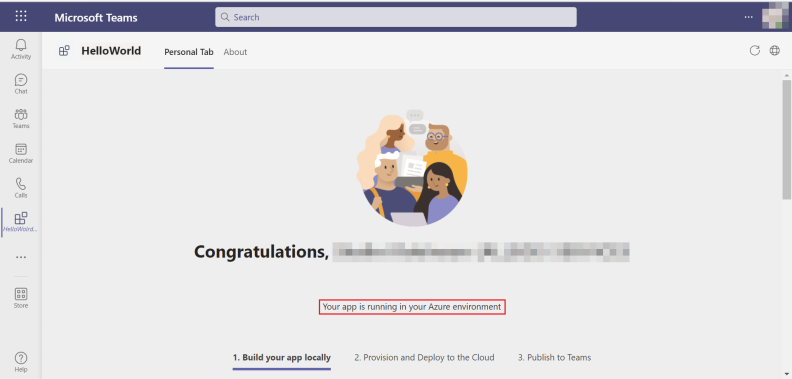 Microsoft Teams
Search
Activity
HelloWorld
Personal Tab
About
Chat
Teams
Calendar
Calls
HelloWolrd...
Congratulations,
Store
Your app is running in your Azure environment
1. Build your app locally
2. Provision and Deploy to the Cloud
3. Publish to Teams
Help